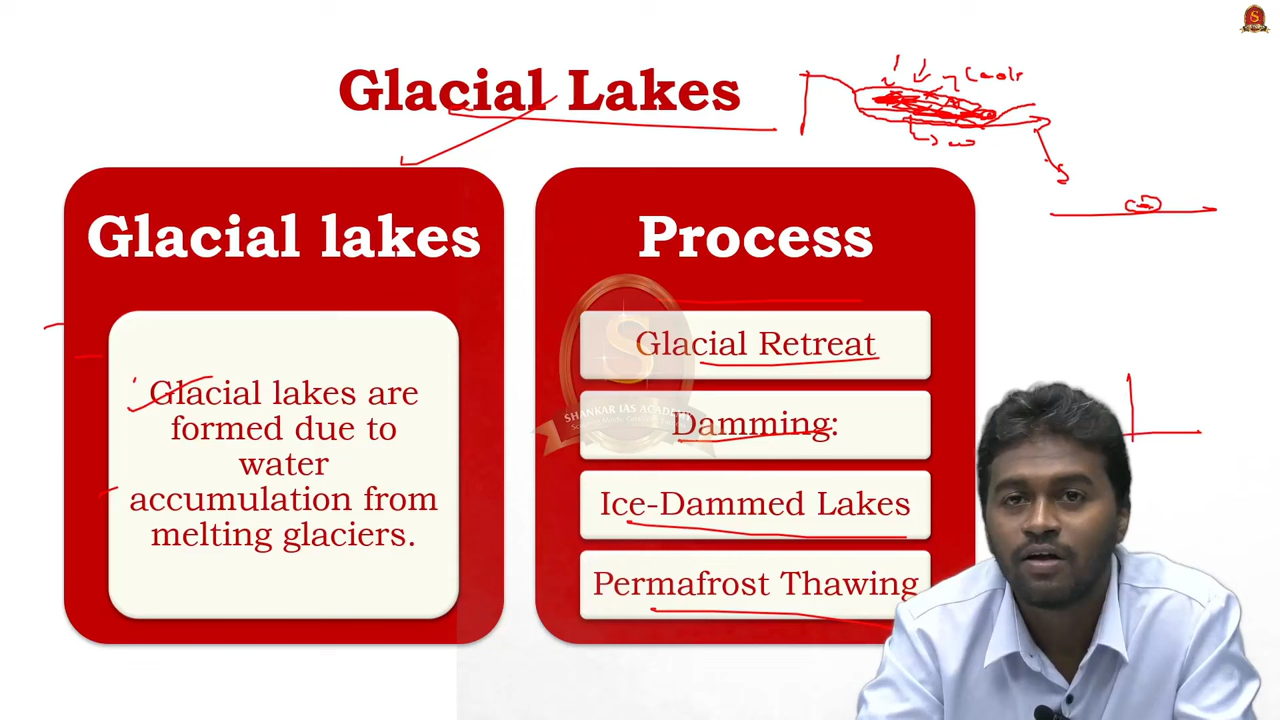 Glacial Lakes
Glacial lakes
Glacial lakes are
formed due to
water
accumulation from
melting glaciers.
Process
Glacial Retreat
Damming:
Ice-Dammed Lakes
Permafrost Thawing
SHANKAR IAS ACADEMY